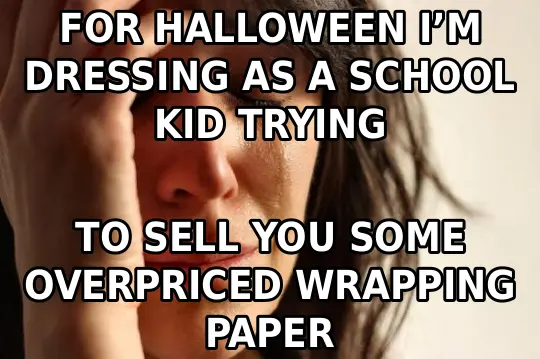 FOR HALLOWEEN I’M
DRESSING AS A SCHOOL
KID TRYING
TO SELL YOU SOME
OVERPRICED WRAPPING
PAPER